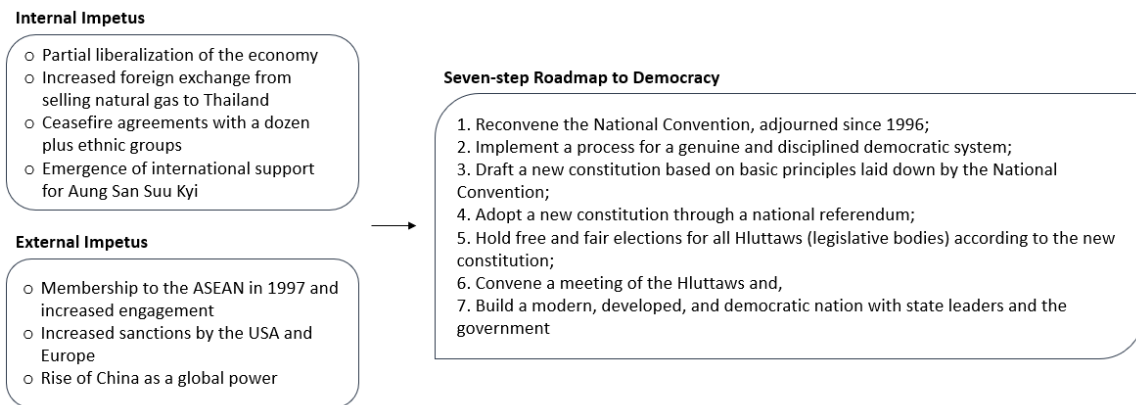 Internal Impetus
o Partial liberalization of the economy
o Increased foreign exchange from
selling natural gas to Thailand
o Ceasefire agreements with a dozen
plus ethnic groups
o Emergence of international support
for Aung San Suu Kyi
External Impetus
o Membership to the ASEAN in 1997 and
increased engagement
o Increased sanctions by the USA and
Europe
o Rise of China as a global power
Seven-step Roadmap to Democracy
1. Reconvene the National Convention, adjourned since 1996;
2. Implement a process for a genuine and disciplined democratic system;
3. Draft a new constitution based on basic principles laid down by the National
Convention;
4. Adopt a new constitution through a national referendum;
5. Hold free and fair elections for all Hluttaws (legislative bodies) according to the new
constitution;
6. Convene a meeting of the Hluttaws and,
7. Build a modern, developed, and democratic nation with state leaders and the
government